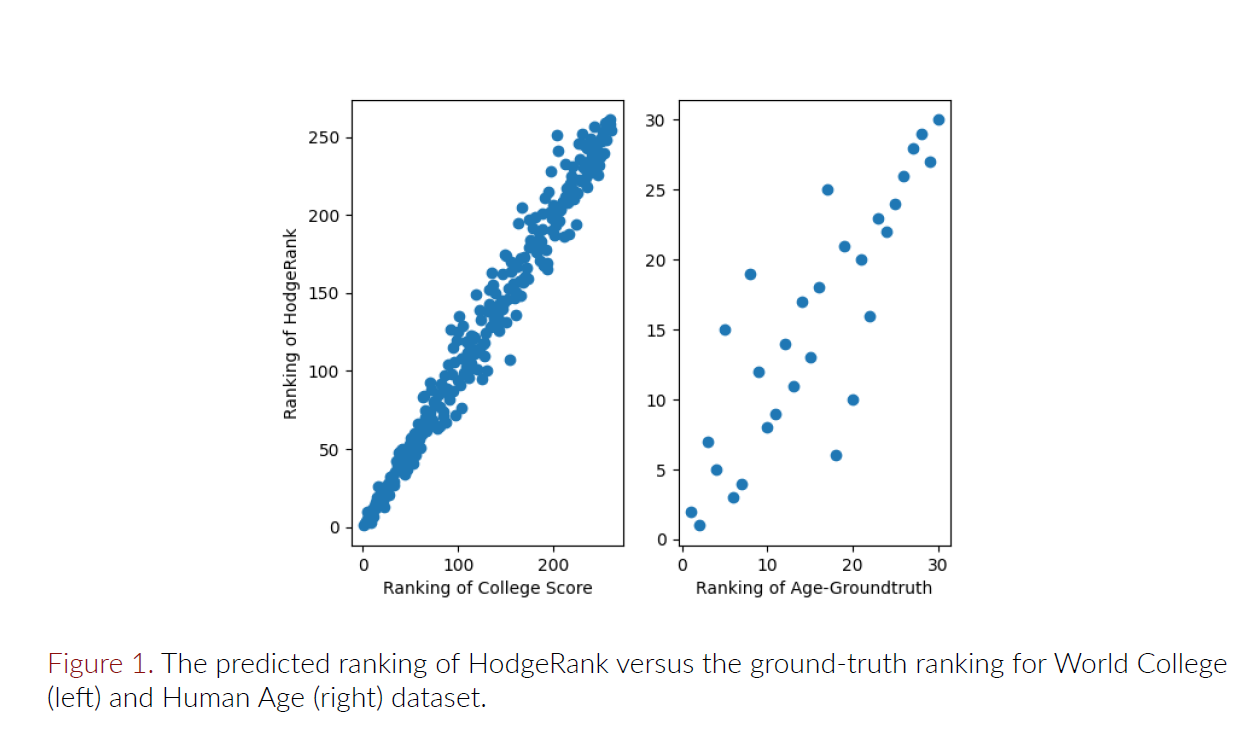 250
200
150
100
50
0
Ranking of HodgeRank
0 100 200
Ranking of College Score
30
25
20
15
10
5
0
0 10 20 30
Ranking of Age-Groundtruth
Figure 1. The predicted ranking of HodgeRank versus the ground-truth ranking for World College
(left) and Human Age (right) dataset.